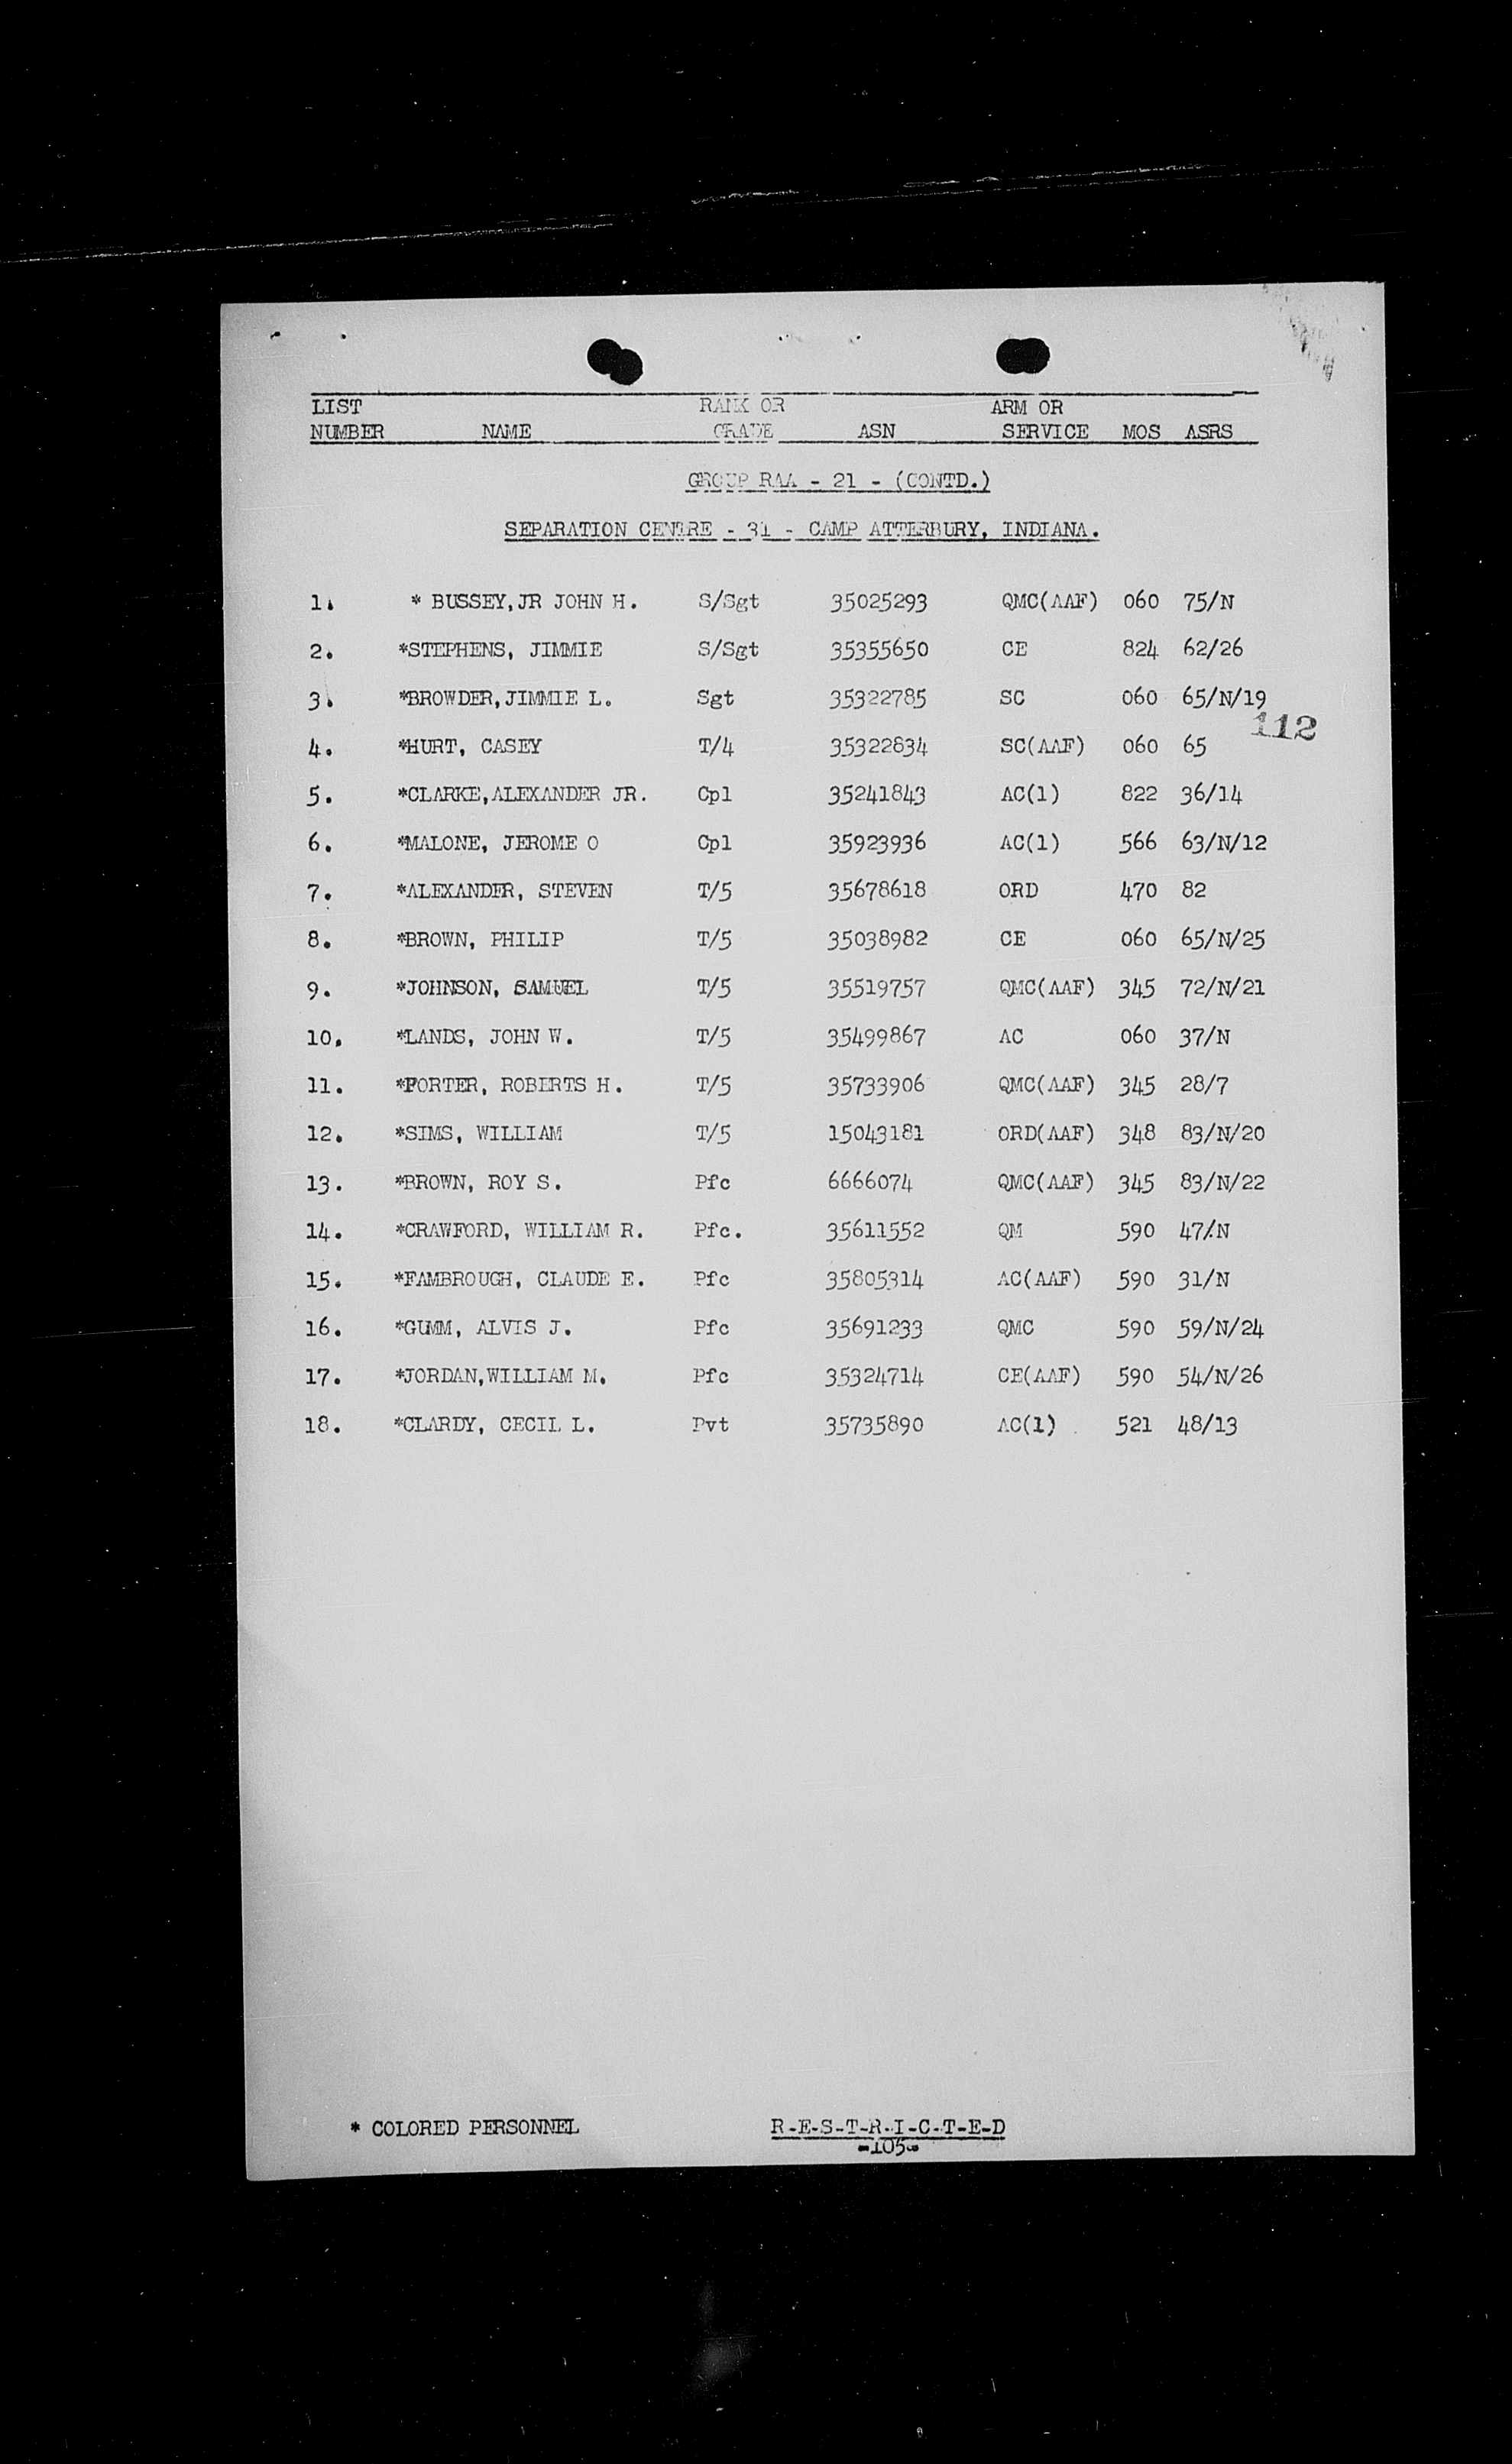 LIST RANK OR ARM OR
NUMBER NAME GRADE ASN SERVICE MOS ASRS
GROUP RAA - 21 - (CONTD.)
SEPARATION CENTRE - 31 - CAMP ATTERBURY, INDIANA.
1. * BUSSEY,JR JOHN H. S/Sgt 35025293 QMC(AAF) 060 75/N
2. *STEPHENS, JIMMIE S/Sgt 35355650 CE 824 62/26
3. *BROWDER,JIMMIE L. Sgt 35322785 SC 060 65/N/19
112
4. *HURT, CASEY T/4 35322834 SC(AAF) 060 65
5. *CLARKE,ALEXANDER JR. Cpl 35241843 AC(1) 822 36/14
6. *MALONE, JEROME O Cpl 35923936 AC(1) 566 63/N/12
7. *ALEXANDER, STEVEN T/5 35678618 ORD 470 82
8. *BROWN, PHILIP T/5 35038982 CE 060 65/N/25
9. *JOHNSON, SAMUEL T/5 35519757 QMC(AAF) 345 72/N/21
10. *LANDS, JOHN W. T/5 35499867 AC 060 37/N
11. *PORTER, ROBERTS H. T/5 35733906 QMC(AAF) 345 28/7
12. *SIMS, WILLIAM T/5 15043181 ORD(AAF) 348 83/N/20
13. *BROWN, ROY S. Pfc 6666074 QMC(AAF) 345 83/N/22
14. *CRAWFORD, WILLIAM R. Pfc. 35611552 QM 590 47/N
15. *FAMBROUGH, CLAUDE E. Pfc 35805314 AC(AAF) 590 31/N
16. *GUMM, ALVIS J. Pfc 35691233 QMC 590 59/N/24
17. *JORDAN,WILLIAM M. Pfc 35324714 CE(AAF) 590 54/N/26
18. *CLARDY, CECIL L. Pvt 35735890 AC(1) 521 48/13
* COLORED PERSONNEL R-E-S-T-R-I-C-T-E-D
-105-